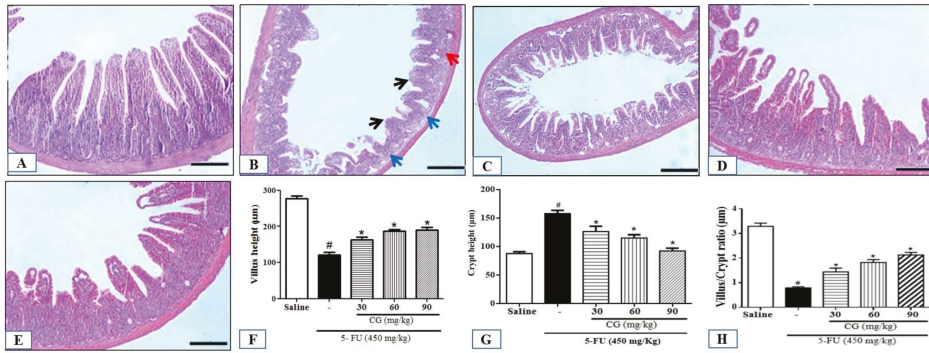 A
B
C
D
E
Villus height (µm)
300
200
100
0
#
*
*
*
Saline
-
30
60
90
CG (mg/kg)
5- FU (450 mg/kg)
F
Crypt height (µm)
200
150
100
50
0
#
*
*
*
Saline
-
30
60
90
CG (mg/kg)
5-FU (450 mg/Kg)
G
Villus/Crypt ratio (µm)
4
3
2
1
0
#
*
*
*
Saline
-
30
60
90
CG (mg/kg)
5-FU (450 mg/kg)
H